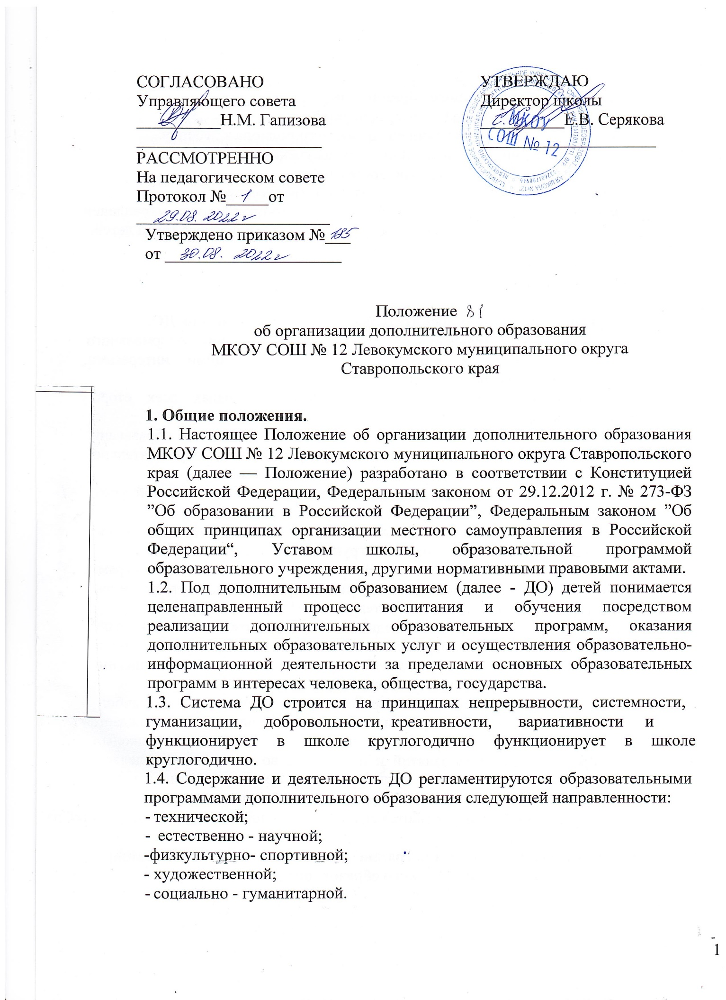 СОГЛАСОВАНО
Управляющего совета
__________Н.М. Гапизова
РАССМОТРЕННО
На педагогическом совете
Протокол № 1 от
29.08. 2022 г
Утверждено приказом № 185
от 30.08. 2022 г
УТВЕРЖДАЮ
Директор школы
__________Е.В. Серякова
МКОУ
СОШ № 12
Положение 81
об организации дополнительного образования
МКОУ СОШ № 12 Левокумского муниципального округа
Ставропольского края
1. Общие положения.
1.1. Настоящее Положение об организации дополнительного образования
МКОУ СОШ № 12 Левокумского муниципального округа Ставропольского
края (далее — Положение) разработано в соответствии с Конституцией
Российской Федерации, Федеральным законом от 29.12.2012 г. № 273-ФЗ
”Об образовании в Российской Федерации”, Федеральным законом ”Об
общих принципах организации местного самоуправления в Российской
Федерации“, Уставом школы, образовательной программой
образовательного учреждения, другими нормативными правовыми актами.
1.2. Под дополнительным образованием (далее - ДО) детей понимается
целенаправленный процесс воспитания и обучения посредством
реализации дополнительных образовательных программ, оказания
дополнительных образовательных услуг и осуществления образовательно-
информационной деятельности за пределами основных образовательных
программ в интересах человека, общества, государства.
1.3. Система ДО строится на принципах непрерывности, системности,
гуманизации, добровольности, креативности, вариативности и
функционирует в школе круглогодично функционирует в школе
круглогодично.
1.4. Содержание и деятельность ДО регламентируются образовательными
программами дополнительного образования следующей направленности:
- технической;
- естественно - научной;
-физкультурно- спортивной;
- художественной;
- социально - гуманитарной.
1